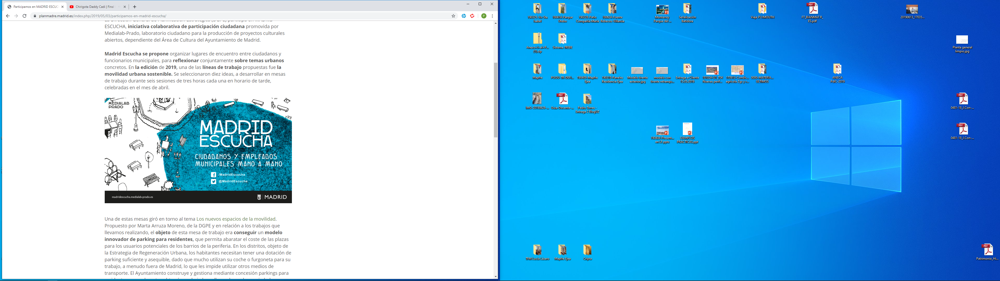 Participamos en MADRID ESCUC
Chirigota Daddy Cadi | Final
planmadre.madrid.es/index.php/2019/05/03/participamos-en-madrid-escucha/
P
ESCUCHA, iniciativa colaborativa de participación ciudadana promovida por
Medialab-Prado, laboratorio ciudadano para la producción de proyectos culturales
abiertos, dependiente del Área de Cultura del Ayuntamiento de Madrid.
Madrid Escucha se propone organizar lugares de encuentro entre ciudadanos y
funcionarios municipales, para reflexionar conjuntamente sobre temas urbanos
concretos. En la edición de 2019, una de las líneas de trabajo propuestas fue la
movilidad urbana sostenible. Se seleccionaron diez ideas, a desarrollar en mesas
de trabajo durante seis sesiones de tres horas cada una en horario de tarde,
celebradas en el mes de abril.
MEDIALAB
PRADO
MADRID
ESCUCHA
CIUDADANOS Y EMPLEADOS
MUNICIPALES MANO A MANO
/MadridEscucha
@MadridEscucha
madridescucha.medialab-prado.es
MADRID
Una de estas mesas giró en torno al tema Los nuevos espacios de la movilidad.
Propuesto por Marta Arruza Moreno, de la DGPE y en relación a los trabajos que
llevamos realizando, el objeto de esta mesa de trabajo era conseguir un modelo
innovador de parking para residentes, que permita abaratar el coste de las plazas
para los usuarios potenciales de los barrios de la periferia. En los distritos, objeto de
la Estrategia de Regeneración Urbana, los habitantes necesitan tener una dotación de
parking suficiente y asequible, dado que mucho utilizan su coche o furgoneta para su
trabajo, a menudo fuera de Madrid, lo que les impide utilizar otros medios de
transporte. El Ayuntamiento construye y gestiona mediante concesión parkings para
190325-Viv Sta
Isabel
180414-Parque
Utebo
190228-Patio
Compañia Maria
180624-Fuente
Rebecos-Villanua
Monterrey
Parque del ...
Señalización
Batidora
Viaje PLYMOUTH
FT_BIANMAT.R_
ES.pdf
20190613_17035...
Anexo+I+al+P...
(1).zip
Sistema TREBE
Planta general
limpio.jpg
Mapfre
PGOU-TR-DEFI...
190409-Mapfre
Ejea
190318-Paneles
Residencia Ejea
Modelo tirente
exterior.jpg
modelo con
tirente.retranqu...
Entrega a Cliente
15.05.2019
181024-U1_T04
Nuevas perif...
170913-Condic...
agricola Zgz y r...
0000-MATERIA...
ULTIMOS
ANECA
PdIC-2019
IMG-20190626-...
Guia-Docente-...
Pedro Torres -
Entraga 2 BlogUZ
0481-18_J.Con-...
190404-Present...
en LF.pptx
EJEMPLOS
PRACTICAS.ppt
0481-18_J.Con-...
TFM Lucía Lázaro
Mapfre Ejea
Cripta
Patrimonio_Hi...